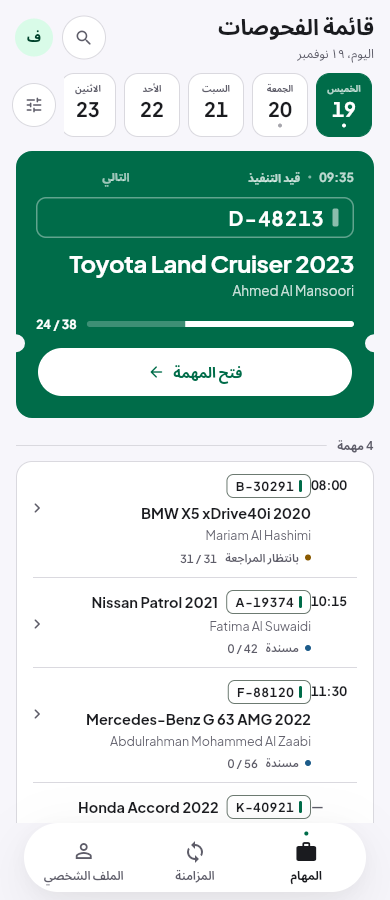 قائمة الفحوصات
اليوم، ١٩ نوفمبر
ف
الخميس 19
الجمعة 20
السبت 21
الأحد 22
الاثنين 23
09:35 • قيد التنفيذ
التالي
D-48213
Toyota Land Cruiser 2023
Ahmed Al Mansoori
24 / 38
فتح المهمة
4 مهمة
08:00 B-30291
BMW X5 xDrive40i 2020
Mariam Al Hashimi
بانتظار المراجعة 31 / 31
10:15 A-19374 Nissan Patrol 2021
Fatima Al Suwaidi
مسندة 0 / 42
11:30 F-88120
Mercedes-Benz G 63 AMG 2022
Abdulrahman Mohammed Al Zaabi
مسندة 0 / 56
— K-40921 Honda Accord 2022
المهام
المزامنة
الملف الشخصي